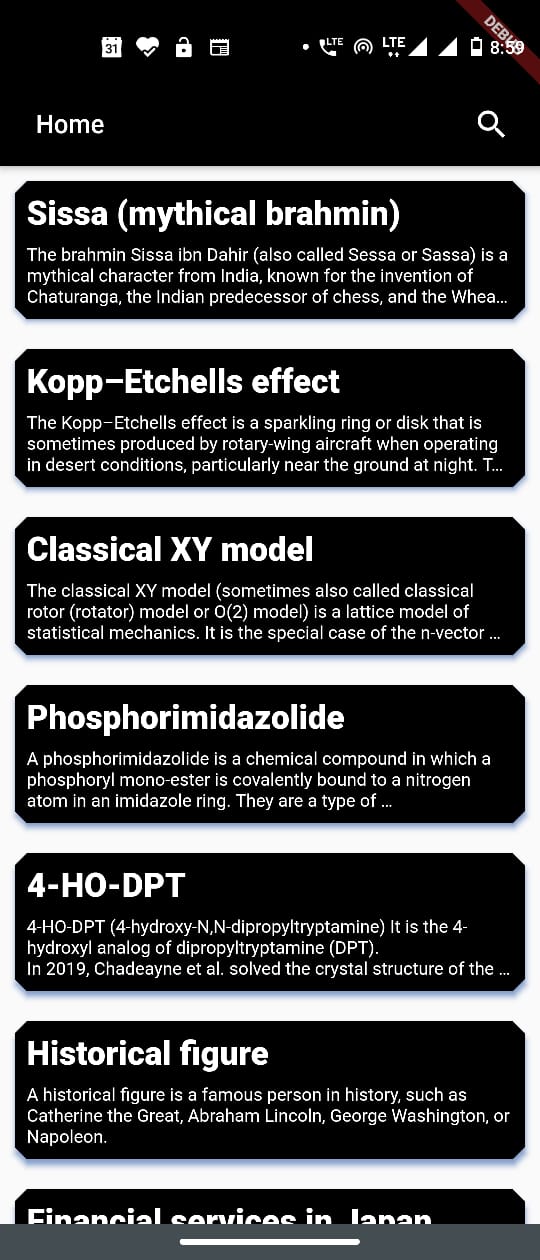 DEBUG
31 LTE LTE 8:59
Home
Sissa (mythical brahmin)
The brahmin Sissa ibn Dahir (also called Sessa or Sassa) is a
mythical character from India, known for the invention of
Chaturanga, the Indian predecessor of chess, and the Whea...
Kopp–Etchells effect
The Kopp–Etchells effect is a sparkling ring or disk that is
sometimes produced by rotary-wing aircraft when operating
in desert conditions, particularly near the ground at night. T...
Classical XY model
The classical XY model (sometimes also called classical
rotor (rotator) model or O(2) model) is a lattice model of
statistical mechanics. It is the special case of the n-vector ...
Phosphorimidazolide
A phosphorimidazolide is a chemical compound in which a
phosphoryl mono-ester is covalently bound to a nitrogen
atom in an imidazole ring. They are a type of ...
4-HO-DPT
4-HO-DPT (4-hydroxy-N,N-dipropyltryptamine) It is the 4-
hydroxyl analog of dipropyltryptamine (DPT).
In 2019, Chadeayne et al. solved the crystal structure of the ...
Historical figure
A historical figure is a famous person in history, such as
Catherine the Great, Abraham Lincoln, George Washington, or
Napoleon.
Financial services in Japan